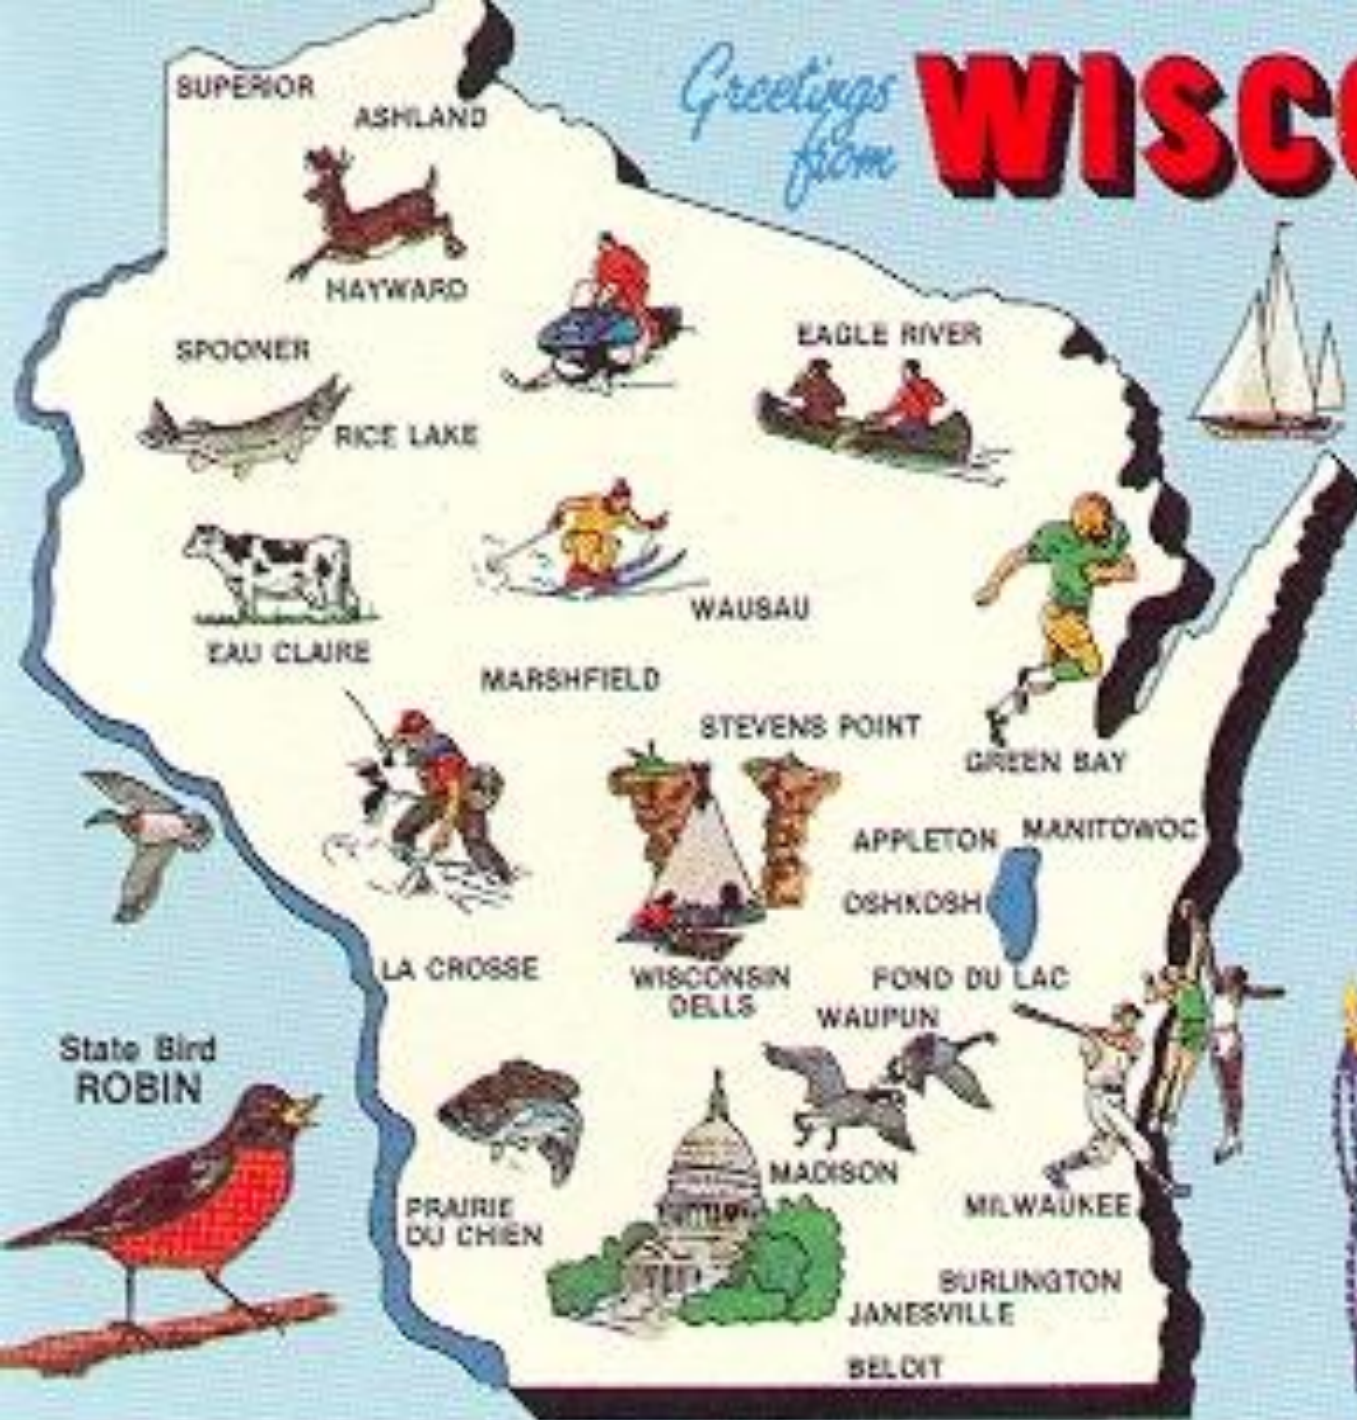 Greetings
from
WISCO
SUPERIOR
ASHLAND
HAYWARD
SPOONER
EAGLE RIVER
RICE LAKE
WAUSAU
EAU CLAIRE
MARSHFIELD
STEVENS POINT
GREEN BAY
APPLETON
MANITOWOC
OSHKOSH
LA CROSSE
WISCONSIN
DELLS
FOND DU LAC
WAUPUN
State Bird
ROBIN
MADISON
PRAIRIE
DU CHIEN
MILWAUKEE
BURLINGTON
JANESVILLE
BELOIT